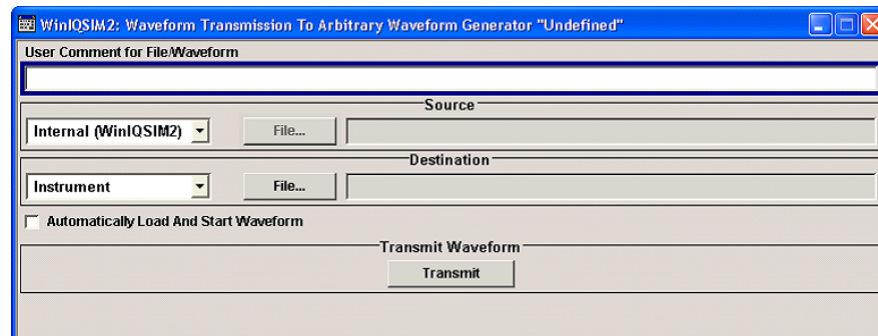 WinIQSIM2: Waveform Transmission To Arbitrary Waveform Generator "Undefined"
User Comment for File/Waveform
Source
Internal (WinIQSIM2) File...
Destination
Instrument File...
Automatically Load And Start Waveform
Transmit Waveform
Transmit